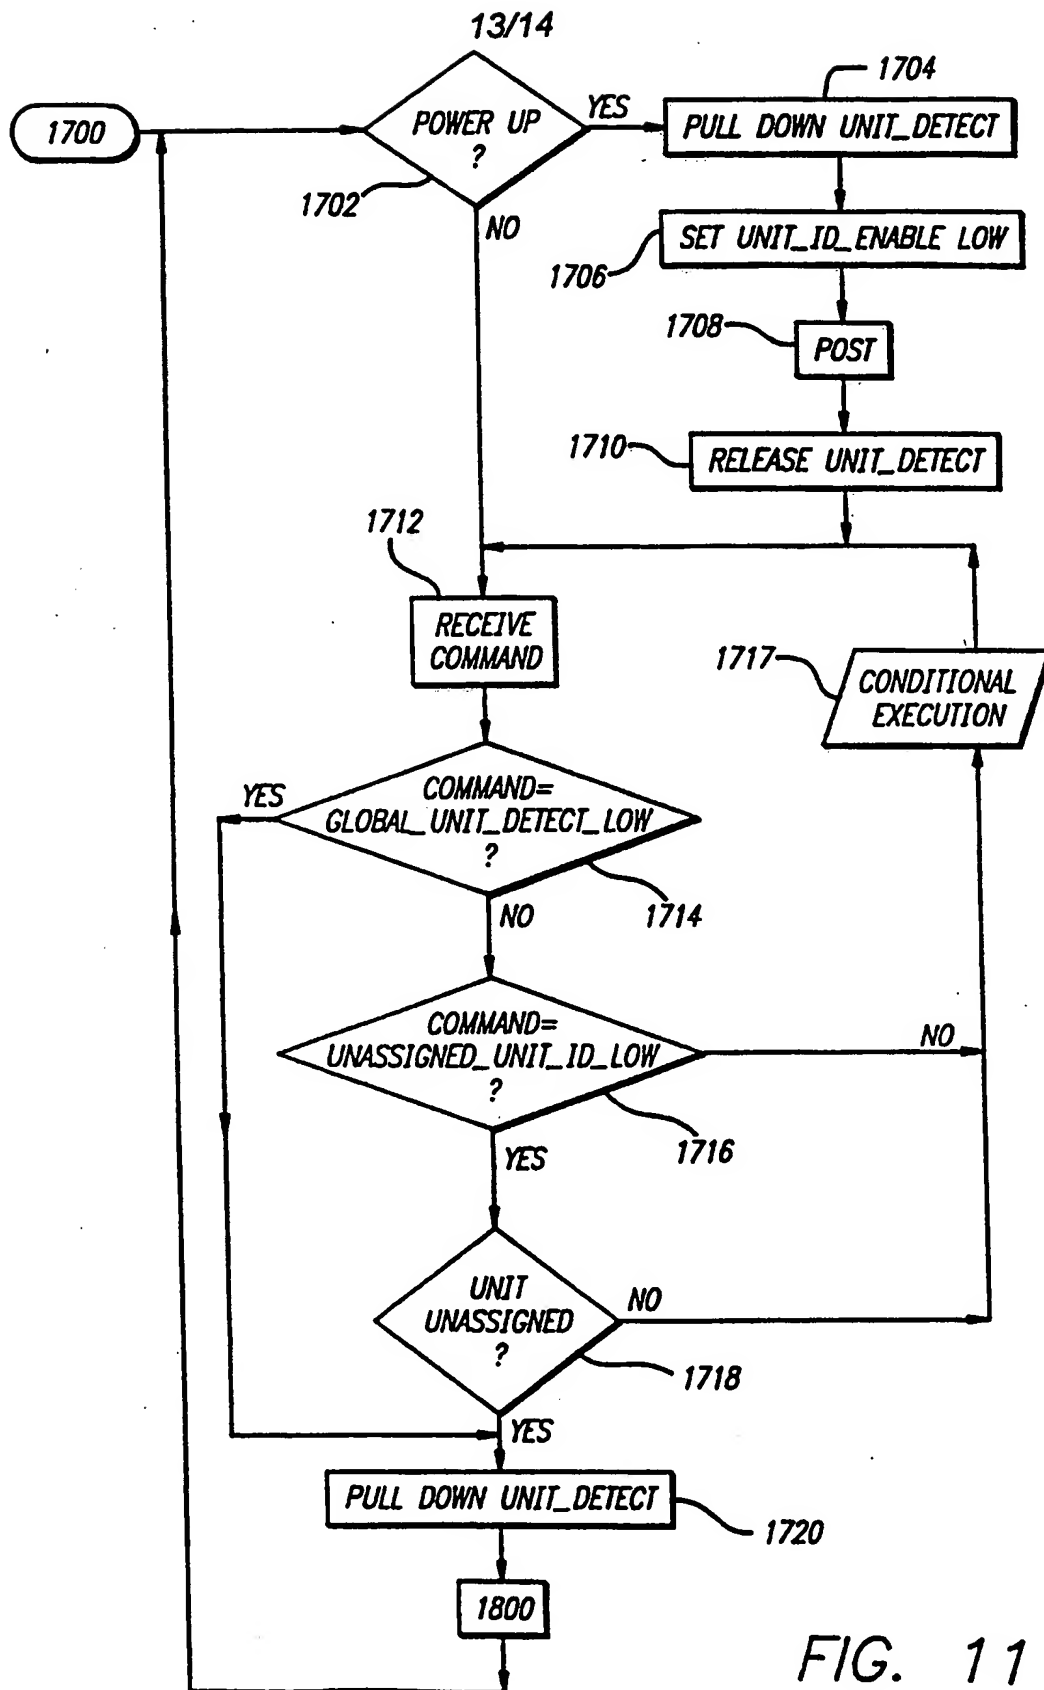 13/14
1700
POWER UP
?
1702
YES
NO
1704
PULL DOWN UNIT_DETECT
SET UNIT_ID_ENABLE LOW
1706
1708
POST
1710
RELEASE UNIT_DETECT
1712
RECEIVE
COMMAND
1717
CONDITIONAL
EXECUTION
YES
COMMAND=
GLOBAL_UNIT_DETECT_LOW
?
1714
NO
COMMAND=
UNASSIGNED_UNIT_ID_LOW
?
NO
1716
YES
UNIT
UNASSIGNED
?
NO
1718
YES
PULL DOWN UNIT_DETECT
1720
1800
FIG. 11